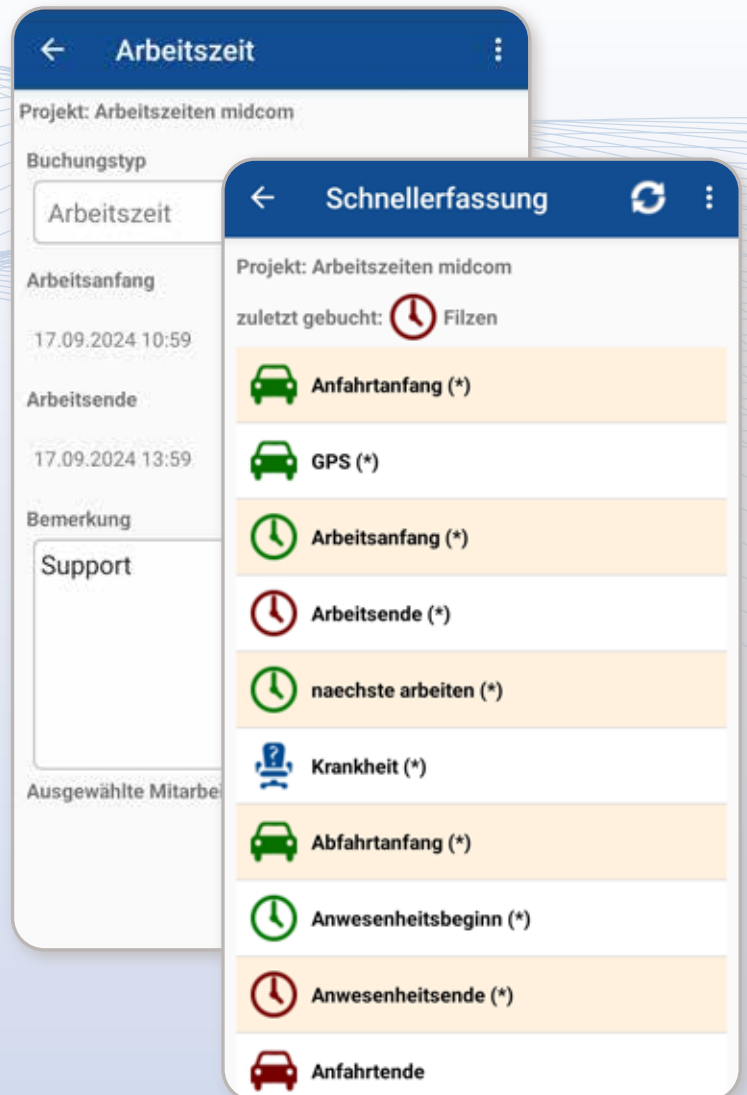 Arbeitszeit
Projekt: Arbeitszeiten midcom
Buchungstyp
Arbeitszeit
Arbeitsanfang
17.09.2024 10:59
Arbeitsende
17.09.2024 13:59
Bemerkung
Support
Ausgewählte Mitarbei
Schnellerfassung
Projekt: Arbeitszeiten midcom
zuletzt gebucht: Filzen
Anfahrtanfang (*)
GPS (*)
Arbeitsanfang (*)
Arbeitsende (*)
naechste arbeiten (*)
?
Krankheit (*)
Abfahrtanfang (*)
Anwesenheitsbeginn (*)
Anwesenheitsende (*)
Anfahrtende